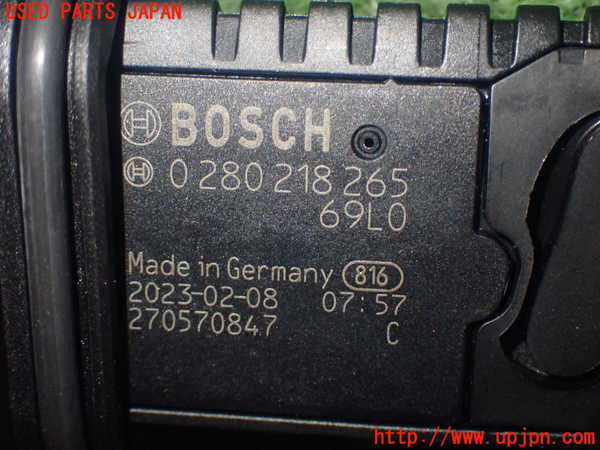 USED PARTS JAPAN
BOSCH
0 280 218 265
69L0
Made in Germany 816
2023-02-08 07:57
270570847 C
http://www.upjpn.com/